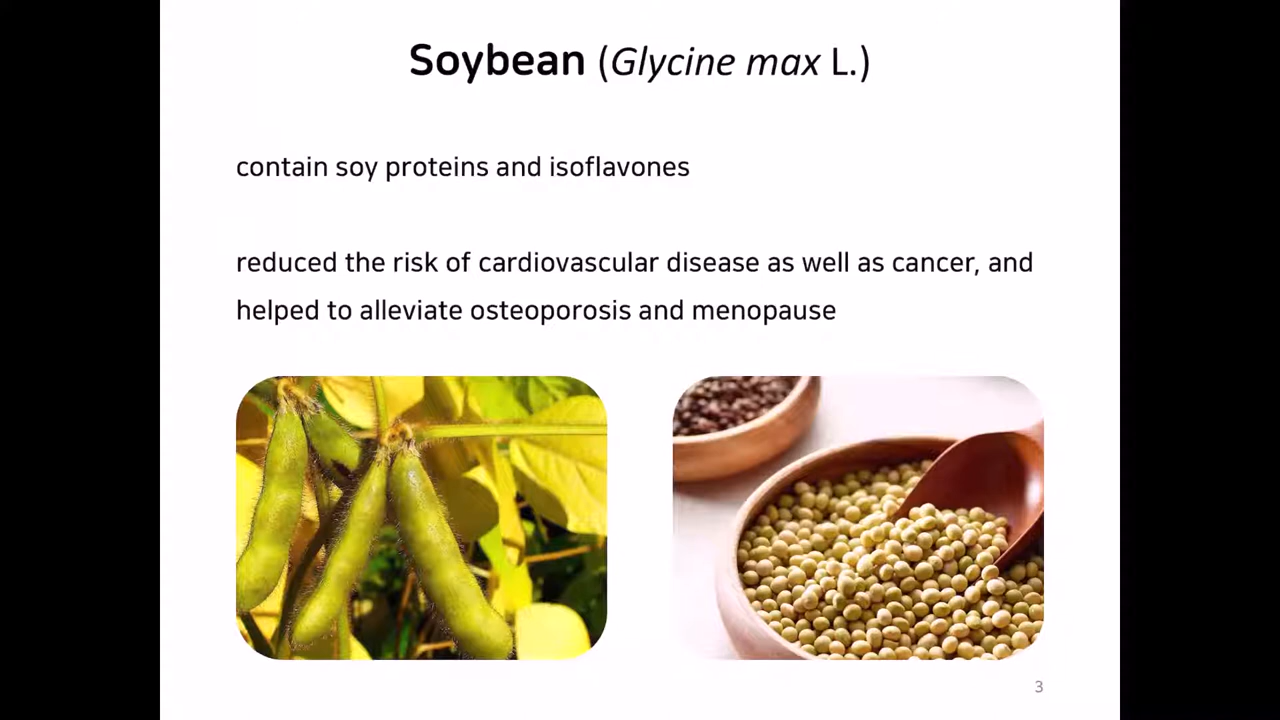 Soybean (Glycine max L.)
contain soy proteins and isoflavones
reduced the risk of cardiovascular disease as well as cancer, and
helped to alleviate osteoporosis and menopause
3